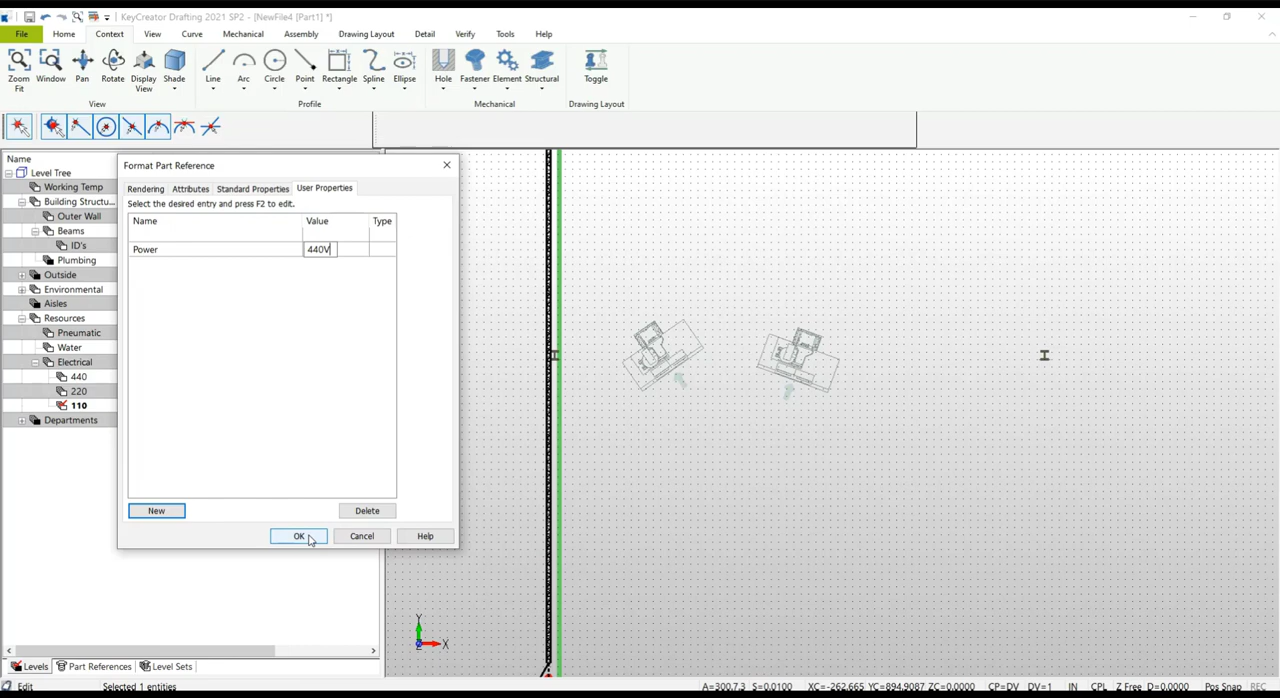 KeyCreator Drafting 2021 SP2 - [NewFile4 [Part1] *]
File Home Context View Curve Mechanical Assembly Drawing Layout Detail Verify Tools Help
Zoom Fit Window Pan Rotate Display View Shade Line Arc Circle Point Rectangle Spline Ellipse Hole Fastener Element Structural Toggle
View Profile Mechanical Drawing Layout
Name
Level Tree
Working Temp
Building Structu...
Outer Wall
Beams
ID's
Plumbing
Outside
Environmental
Aisles
Resources
Pneumatic
Water
Electrical
440
220
110
Departments
Format Part Reference
Rendering Attributes Standard Properties User Properties
Select the desired entry and press F2 to edit.
Name Value Type
Power 440V
New Delete
OK Cancel Help
Y
X
Z
Levels Part References Level Sets
Edit Selected 1 entities A=300.7,3 S=0.0100 XC=-262,665 YC=894.9087 ZC=0.0000 CP=DV DV=1 IN CPL Z Free D=0.0000 Pos Snap REC